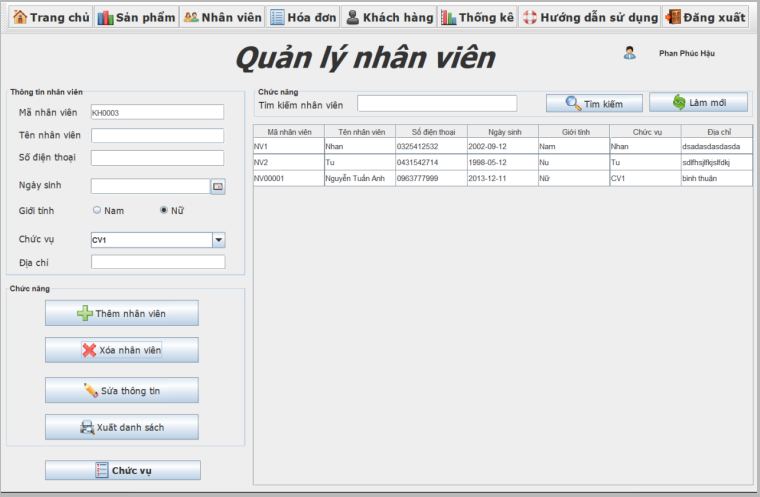 Trang chủ Sản phẩm Nhân viên Hóa đơn Khách hàng Thống kê Hướng dẫn sử dụng Đăng xuất
Quản lý nhân viên
Phan Phúc Hậu
Thông tin nhân viên
Mã nhân viên KH0003
Tên nhân viên
Số điện thoại
Ngày sinh
Giới tính Nam Nữ
Chức vụ CV1
Địa chỉ
Chức năng
Thêm nhân viên
Xóa nhân viên
Sửa thông tin
Xuất danh sách
Chức vụ
Chức năng
Tìm kiếm nhân viên Tìm kiếm Làm mới
Mã nhân viên Tên nhân viên Số điện thoại Ngày sinh Giới tính Chức vụ Địa chỉ
NV1 Nhan 0325412532 2002-09-12 Nam Nhan dsadasdasdasda
NV2 Tu 0431542714 1998-05-12 Nu Tu
NV00001 Nguyễn Tuấn Anh 0963777999 2013-12-11 Nữ CV1 bình thuận